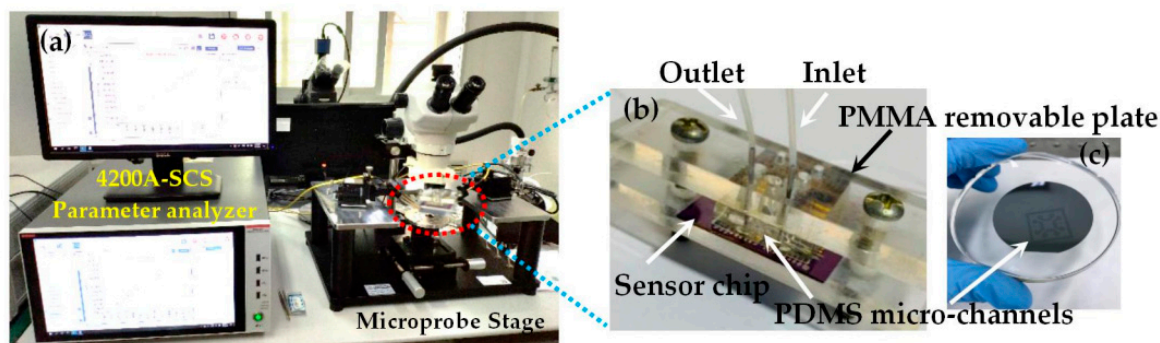 (a)
4200A-SCS
Parameter analyzer
Microprobe Stage
Outlet
Inlet
(b)
PMMA removable plate
(c)
Sensor chip
PDMS micro-channels